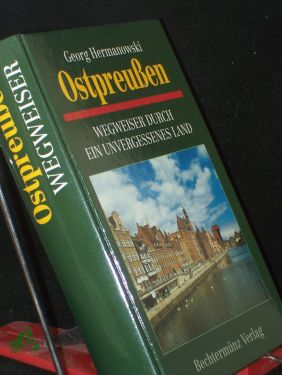 Georg Hermanowski
Ostpreußen
WEGWEISER DURCH
EIN UNVERGESSENES LAND
Bechtermünz Verlag
Ostpreußen
WEGWEISER